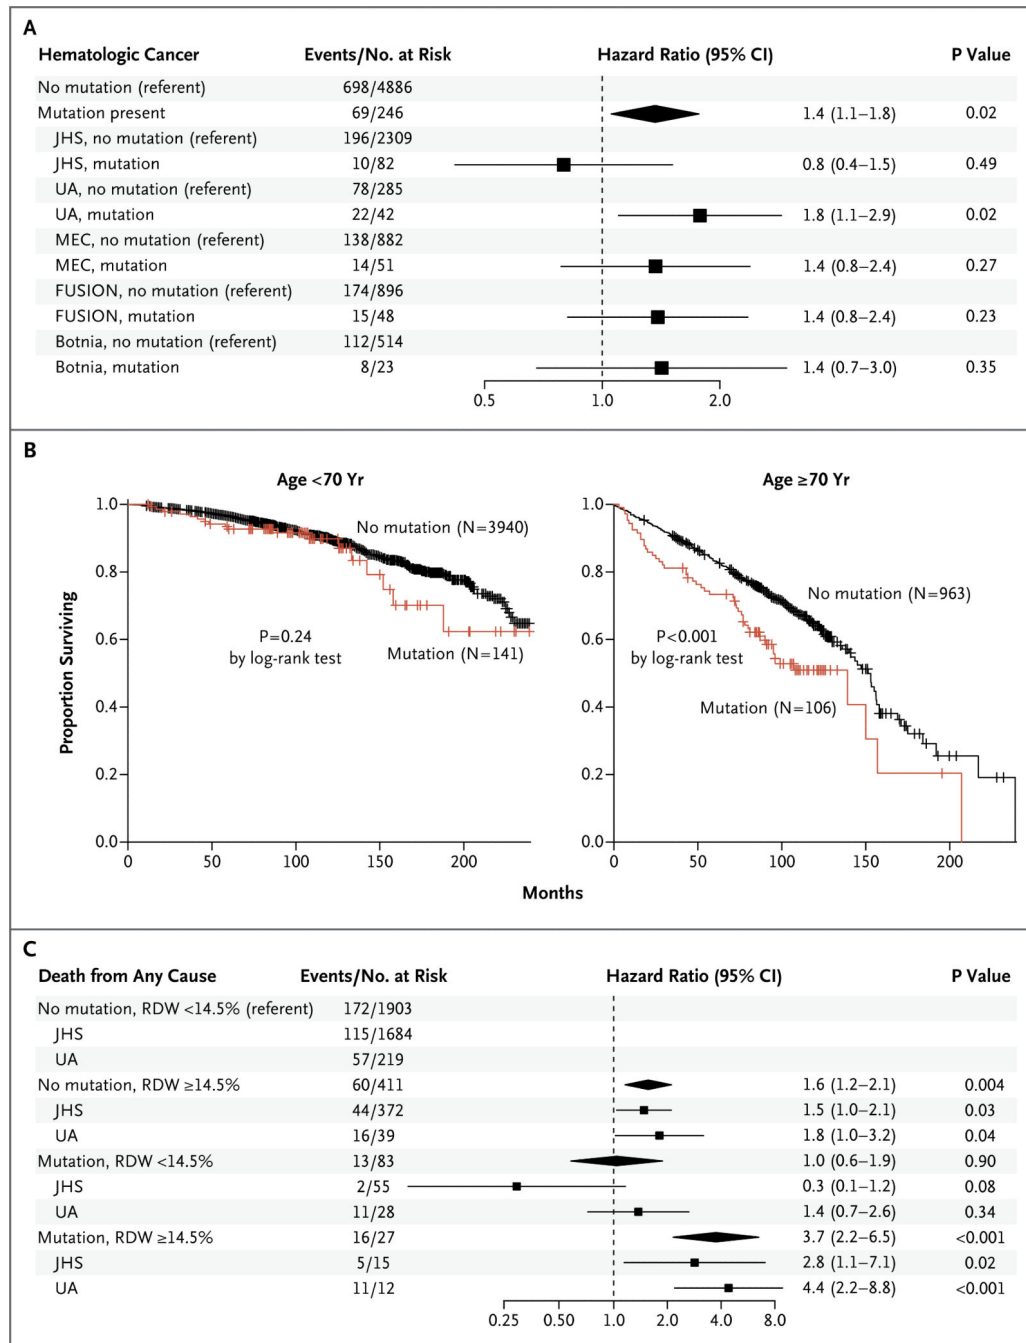 A
Hematologic Cancer Events/No. at Risk Hazard Ratio (95% CI) P Value
No mutation (referent) 698/4886
Mutation present 69/246 1.4 (1.1–1.8) 0.02
JHS, no mutation (referent) 196/2309
JHS, mutation 10/82 0.8 (0.4–1.5) 0.49
UA, no mutation (referent) 78/285
UA, mutation 22/42 1.8 (1.1–2.9) 0.02
MEC, no mutation (referent) 138/882
MEC, mutation 14/51 1.4 (0.8–2.4) 0.27
FUSION, no mutation (referent) 174/896
FUSION, mutation 15/48 1.4 (0.8–2.4) 0.23
Botnia, no mutation (referent) 112/514
Botnia, mutation 8/23 1.4 (0.7–3.0) 0.35
0.5 1.0 2.0
B
Proportion Surviving
Age <70 Yr
1.0
0.8
0.6
0.4
0.2
0.0
No mutation (N=3940)
P=0.24
by log-rank test
Mutation (N=141)
0 50 100 150 200
Age ≥70 Yr
1.0
0.8
0.6
0.4
0.2
0.0
No mutation (N=963)
P<0.001
by log-rank test
Mutation (N=106)
0 50 100 150 200
Months
C
Death from Any Cause Events/No. at Risk Hazard Ratio (95% CI) P Value
No mutation, RDW <14.5% (referent) 172/1903
JHS 115/1684
UA 57/219
No mutation, RDW ≥14.5% 60/411 1.6 (1.2–2.1) 0.004
JHS 44/372 1.5 (1.0–2.1) 0.03
UA 16/39 1.8 (1.0–3.2) 0.04
Mutation, RDW <14.5% 13/83 1.0 (0.6–1.9) 0.90
JHS 2/55 0.3 (0.1–1.2) 0.08
UA 11/28 1.4 (0.7–2.6) 0.34
Mutation, RDW ≥14.5% 16/27 3.7 (2.2–6.5) <0.001
JHS 5/15 2.8 (1.1–7.1) 0.02
UA 11/12 4.4 (2.2–8.8) <0.001
0.25 0.50 1.0 2.0 4.0 8.0